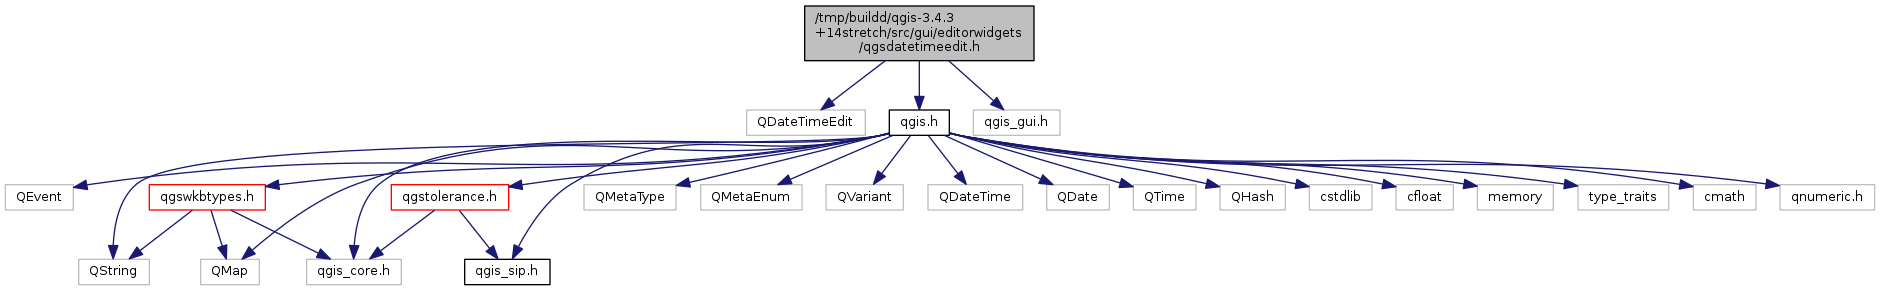 /tmp/buildd/qgis-3.4.3
+14stretch/src/gui/editorwidgets
/qgsdatetimeedit.h
QDateTimeEdit
qgis.h
qgis_gui.h
QEvent
qgswkbtypes.h
qgstolerance.h
QMetaType
QMetaEnum
QVariant
QDateTime
QDate
QTime
QHash
cstdlib
cfloat
memory
type_traits
cmath
qnumeric.h
QString
QMap
qgis_core.h
qgis_sip.h